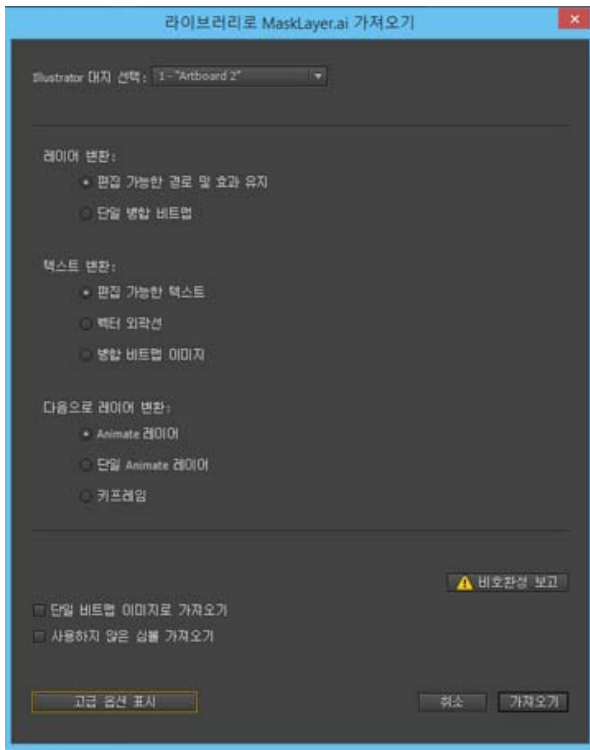 라이브러리로 MaskLayer.ai 가져오기
Illustrator 대지 선택: 1 - "Artboard 2"
레이어 변환:
편집 가능한 경로 및 효과 유지
단일 병합 비트맵
텍스트 변환:
편집 가능한 텍스트
벡터 외곽선
병합 비트맵 이미지
다음으로 레이어 변환:
Animate 레이어
단일 Animate 레이어
키프레임
비호환성 보고
단일 비트맵 이미지로 가져오기
사용하지 않은 심볼 가져오기
고급 옵션 표시
취소
가져오기